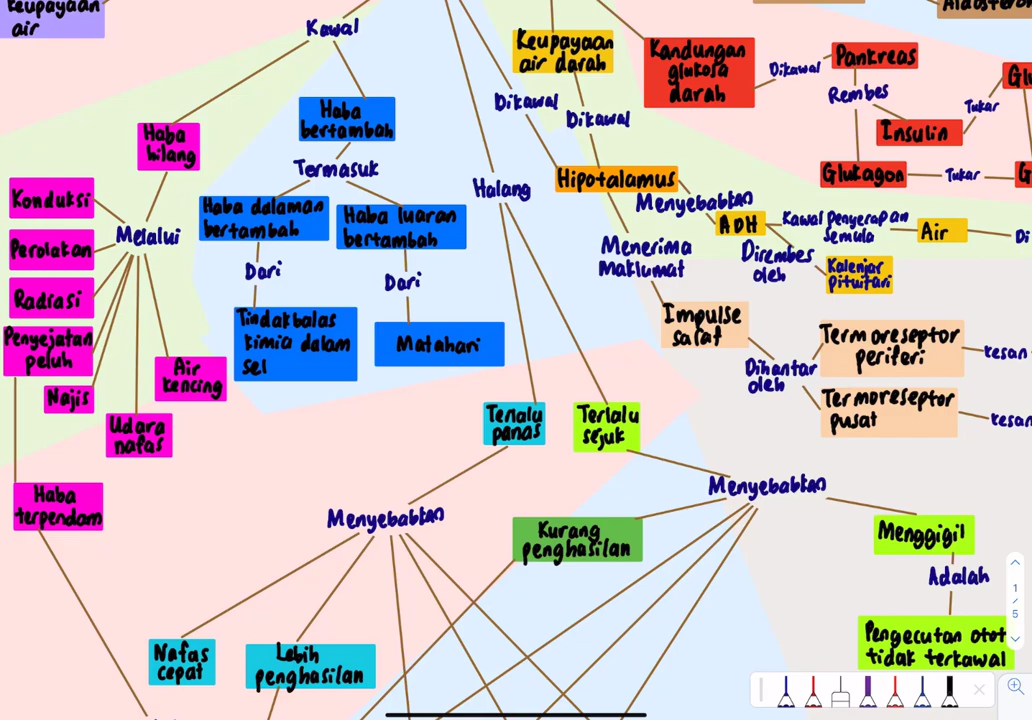 keupayaan
air
Kawal
Keupayaan
air darah
Kandungan
glukosa
darah
Dikawal
Pankreas
Rembes
Insulin
Tukar
Glukagon
Tukar
Haba
bertambah
Dikawal
Dikawal
Haba
hilang
Termasuk
Halang
Hipotalamus
Menyebabkan
ADH
Kawal Penyerapan
semula
Air
Di
Dirembes
oleh
Kalenjar
Pituitari
Konduksi
Perolakan
Radiasi
Penyejatan
peluh
Najis
Melalui
Udara
nafas
Air
kencing
Haba dalaman
bertambah
Haba luaran
bertambah
Dari
Dari
Tindakbalas
kimia dalam
sel
Matahari
Menerima
Maklumat
Impulse
saraf
Dihantar
oleh
Termoreseptor
periferi
kesan
Termoreseptor
pusat
kesan
Terlalu
panas
Terlalu
sejuk
Haba
terpendam
Menyebabkan
Menyebabkan
Kurang
penghasilan
Menggigil
Adalah
Pengecutan otot
tidak terkawal
Nafas
cepat
Lebih
penghasilan
1
/
5